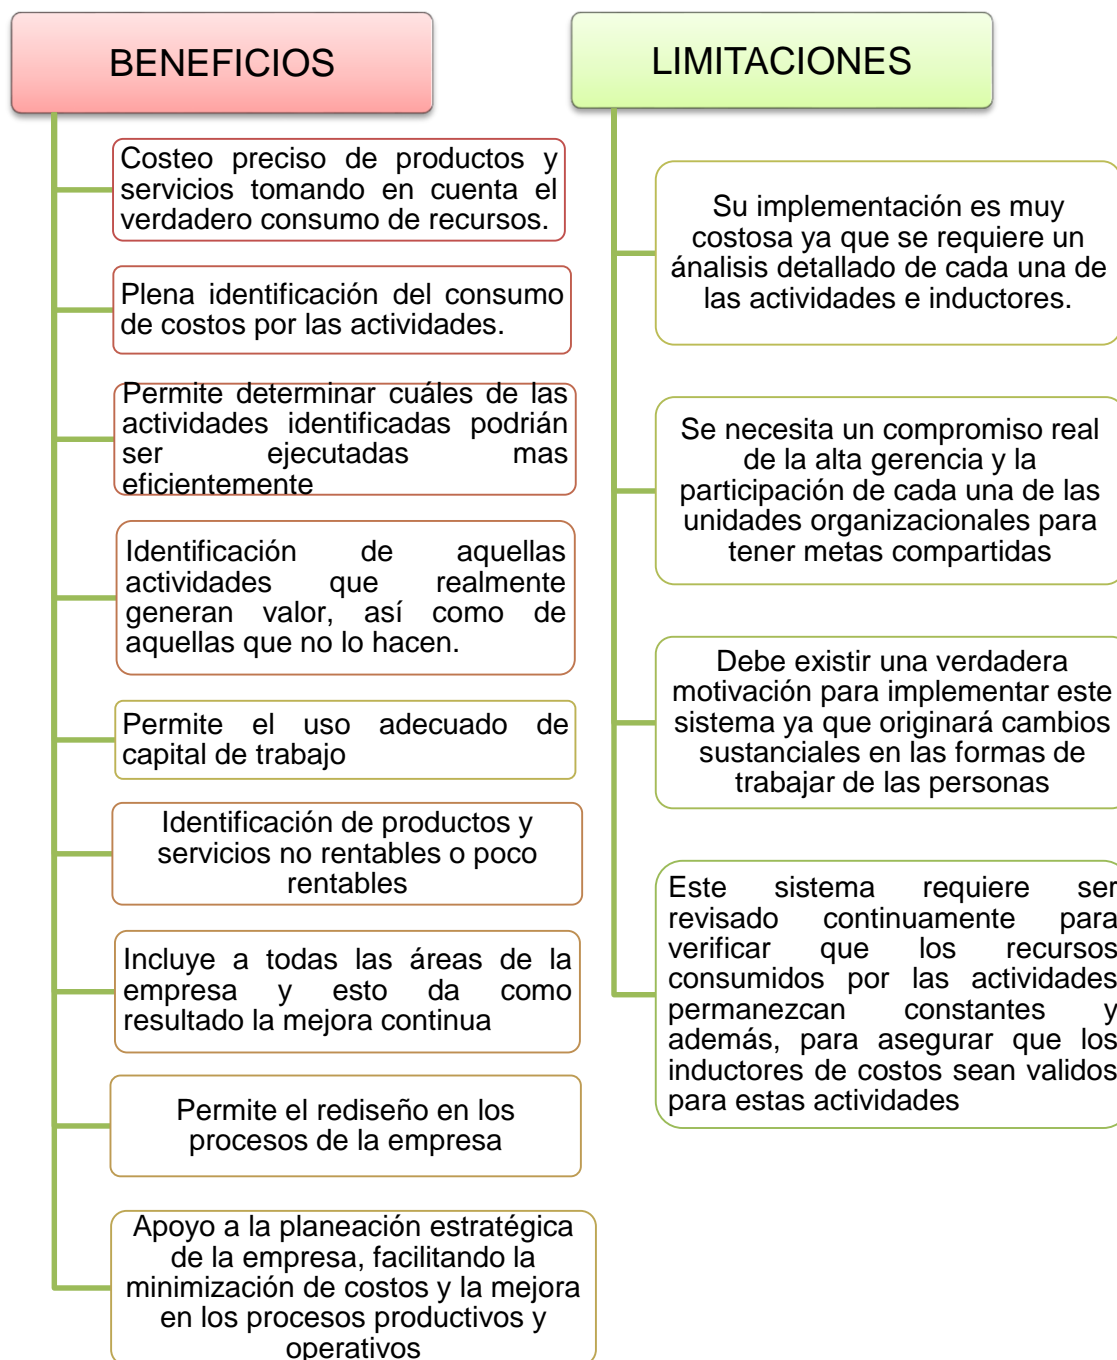 BENEFICIOS
Costeo preciso de productos y
servicios tomando en cuenta el
verdadero consumo de recursos.
Plena identificación del consumo
de costos por las actividades.
Permite determinar cuáles de las
actividades identificadas podrián
ser ejecutadas mas
eficientemente
Identificación de aquellas
actividades que realmente
generan valor, así como de
aquellas que no lo hacen.
Permite el uso adecuado de
capital de trabajo
Identificación de productos y
servicios no rentables o poco
rentables
Incluye a todas las áreas de la
empresa y esto da como
resultado la mejora continua
Permite el rediseño en los
procesos de la empresa
Apoyo a la planeación estratégica
de la empresa, facilitando la
minimización de costos y la mejora
en los procesos productivos y
operativos
LIMITACIONES
Su implementación es muy
costosa ya que se requiere un
ánalisis detallado de cada una de
las actividades e inductores.
Se necesita un compromiso real
de la alta gerencia y la
participación de cada una de las
unidades organizacionales para
tener metas compartidas
Debe existir una verdadera
motivación para implementar este
sistema ya que originará cambios
sustanciales en las formas de
trabajar de las personas
Este sistema requiere ser
revisado continuamente para
verificar que los recursos
consumidos por las actividades
permanezcan constantes y
además, para asegurar que los
inductores de costos sean validos
para estas actividades